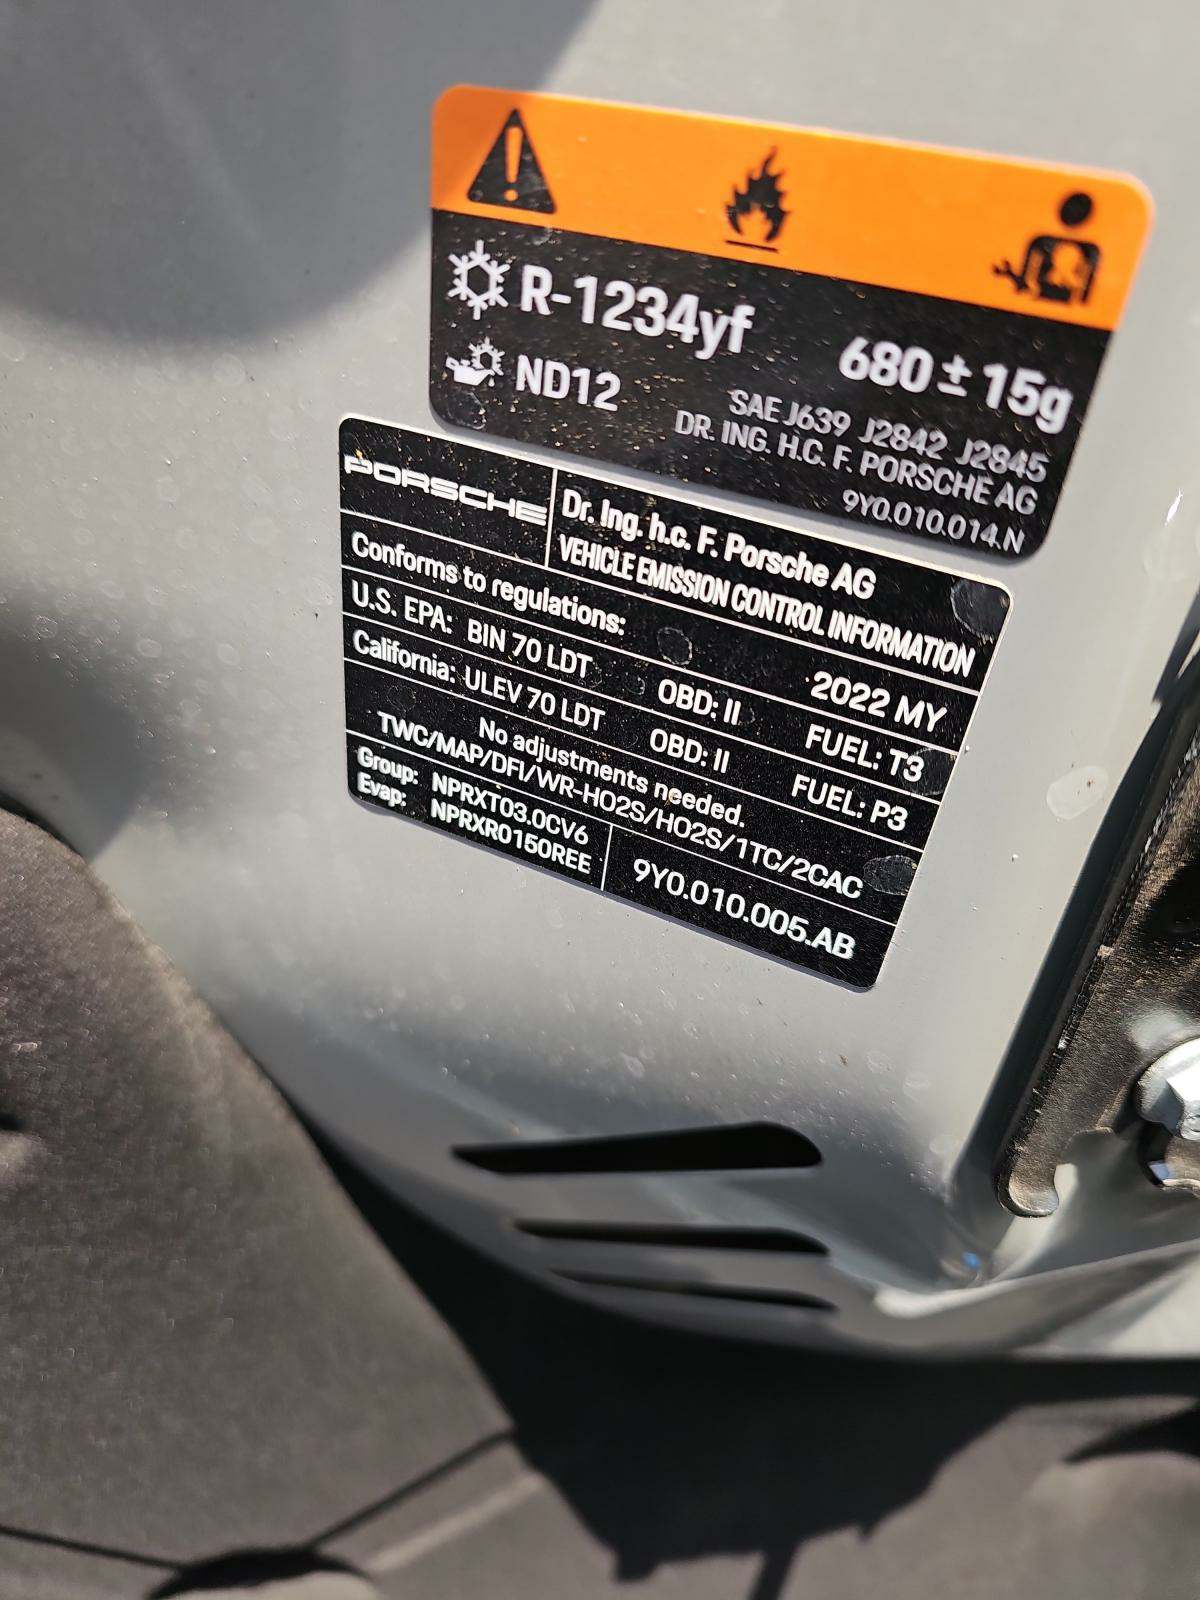 R-1234yf 680 ± 15g
ND12
SAE J639 J2842 J2845
DR. ING. H.C. F. PORSCHE AG
9Y0.010.014.N
PORSCHE
Dr. Ing. h.c. F. Porsche AG
VEHICLE EMISSION CONTROL INFORMATION
Conforms to regulations: 2022 MY
U.S. EPA: BIN 70 LDT OBD: II FUEL: T3
California: ULEV 70 LDT OBD: II FUEL: P3
No adjustments needed.
TWC/MAP/DFI/WR-HO2S/HO2S/1TC/2CAC
Group: NPRXT03.0CV6
Evap: NPRXR0150REE
9Y0.010.005.AB